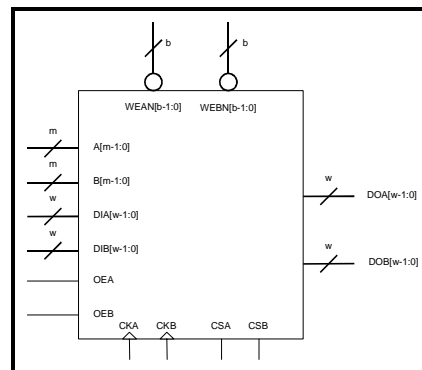 b b
WEAN[b-1:0] WEBN[b-1:0]
m
A[m-1:0]
m
B[m-1:0]
w
DIA[w-1:0]
w
DIB[w-1:0]
OEA
OEB
CKA CKB CSA CSB
w
DOA[w-1:0]
w
DOB[w-1:0]